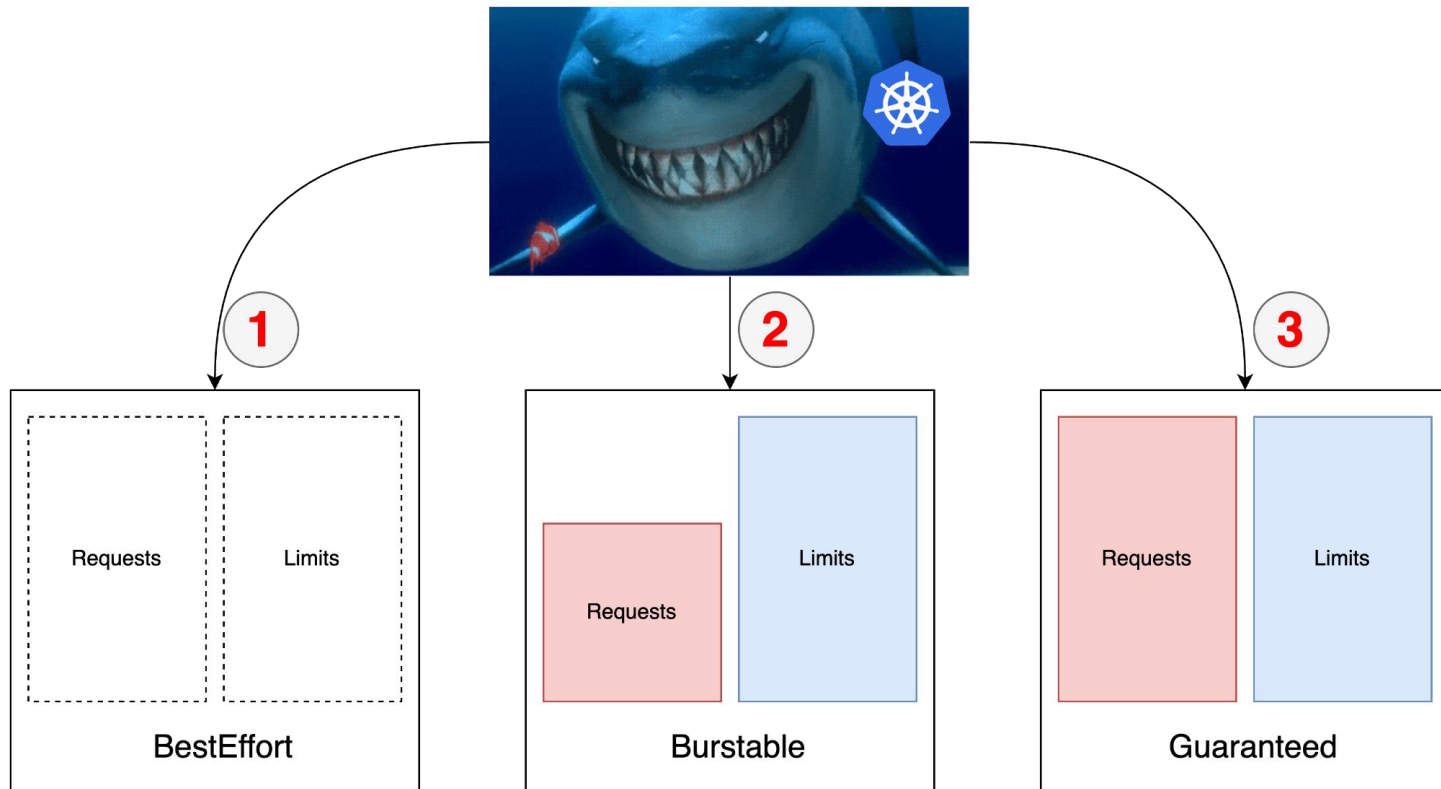 1
2
3
Requests
Limits
BestEffort
Requests
Limits
Burstable
Requests
Limits
Guaranteed